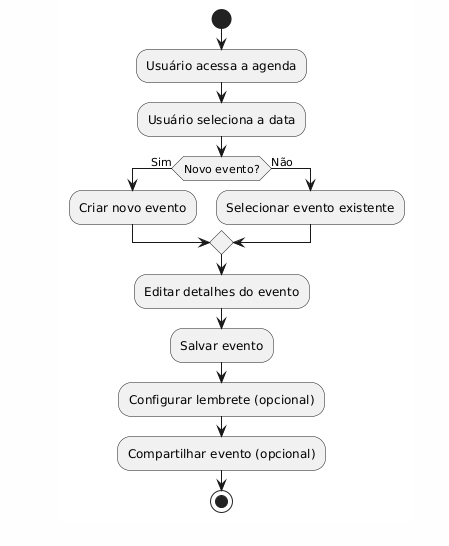 Usuário acessa a agenda
Usuário seleciona a data
Sim
Novo evento?
Não
Criar novo evento
Selecionar evento existente
Editar detalhes do evento
Salvar evento
Configurar lembrete (opcional)
Compartilhar evento (opcional)